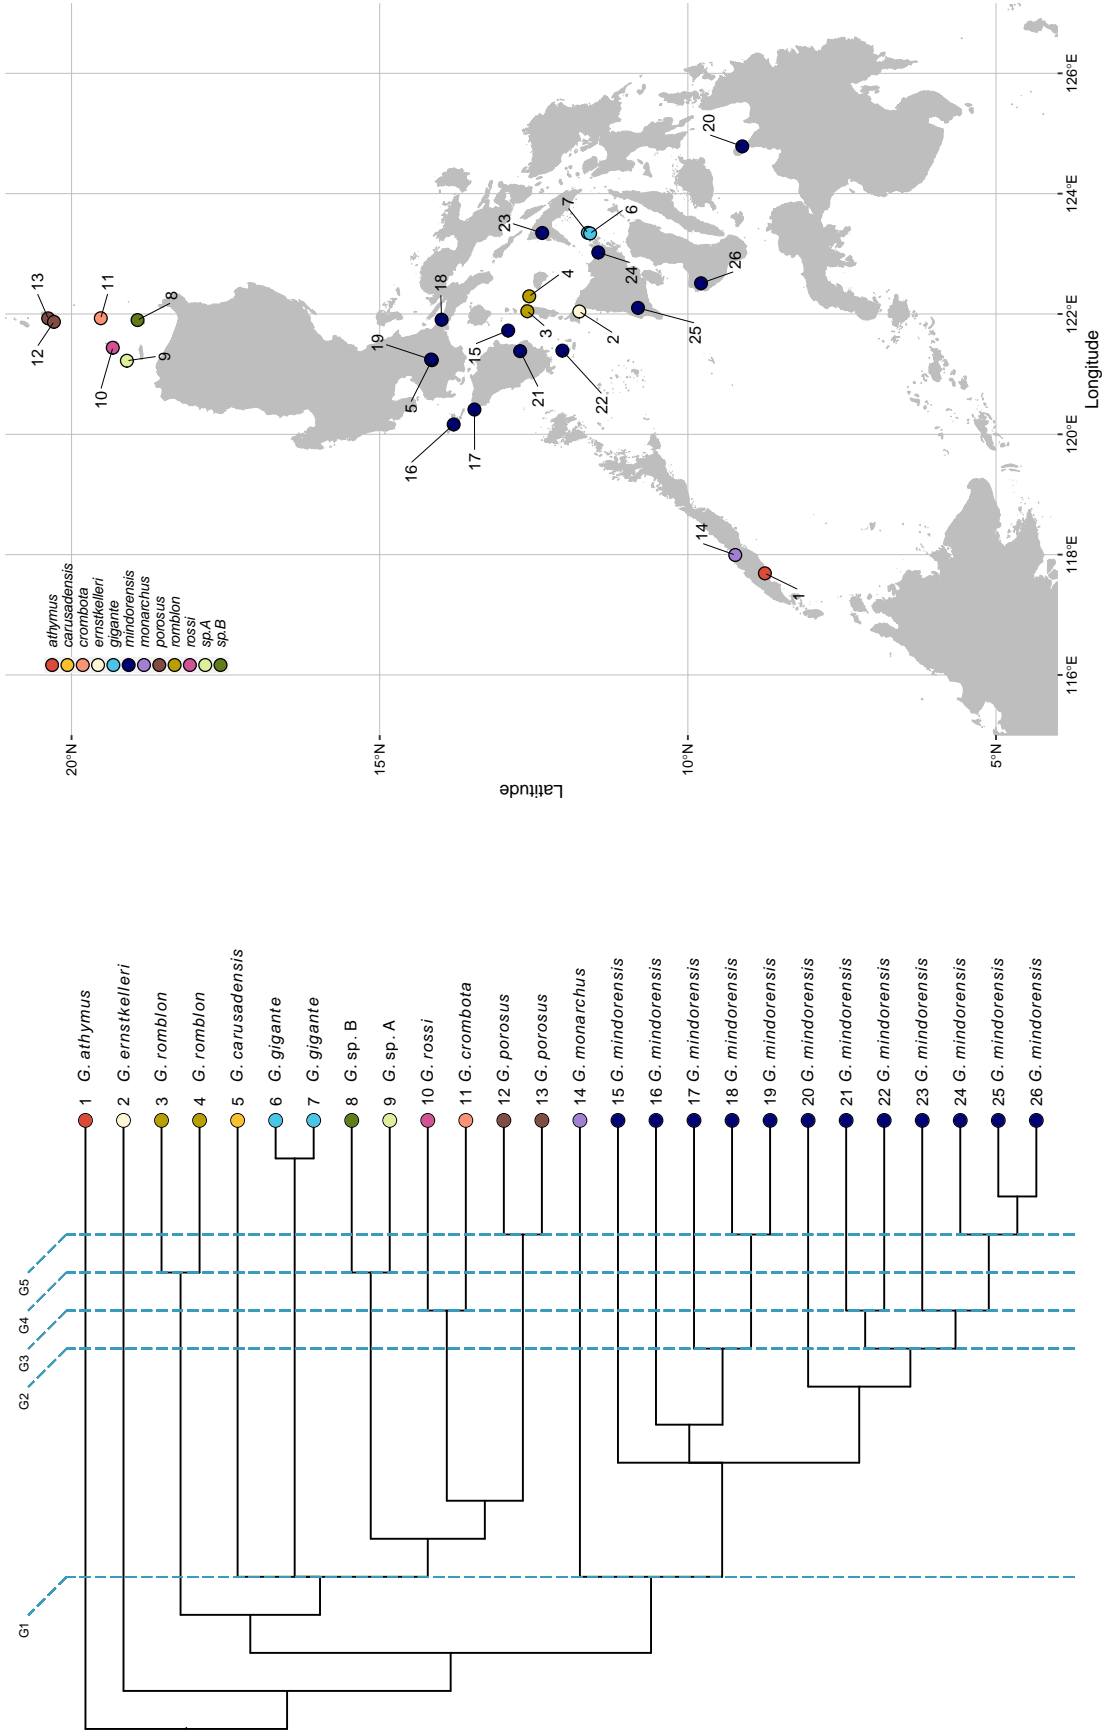 G1
G2
G3
G4
G5
1 G. athymus
2 G. ernstkelleri
3 G. romblon
4 G. romblon
5 G. carusadensis
6 G. gigante
7 G. gigante
8 G. sp. B
9 G. sp. A
10 G. rossi
11 G. crombota
12 G. porosus
13 G. porosus
14 G. monarchus
15 G. mindorensis
16 G. mindorensis
17 G. mindorensis
18 G. mindorensis
19 G. mindorensis
20 G. mindorensis
21 G. mindorensis
22 G. mindorensis
23 G. mindorensis
24 G. mindorensis
25 G. mindorensis
26 G. mindorensis
athymus
carusadensis
crombota
ernstkelleri
gigante
mindorensis
monarchus
porosus
romblon
rossi
sp.A
sp.B
13
12
11
10
8
9
19
18
5
16
17
15
23
7
6
4
3
2
21
22
24
25
26
20
14
1
20°N
15°N
10°N
5°N
Latitude
116°E
118°E
120°E
122°E
124°E
126°E
Longitude